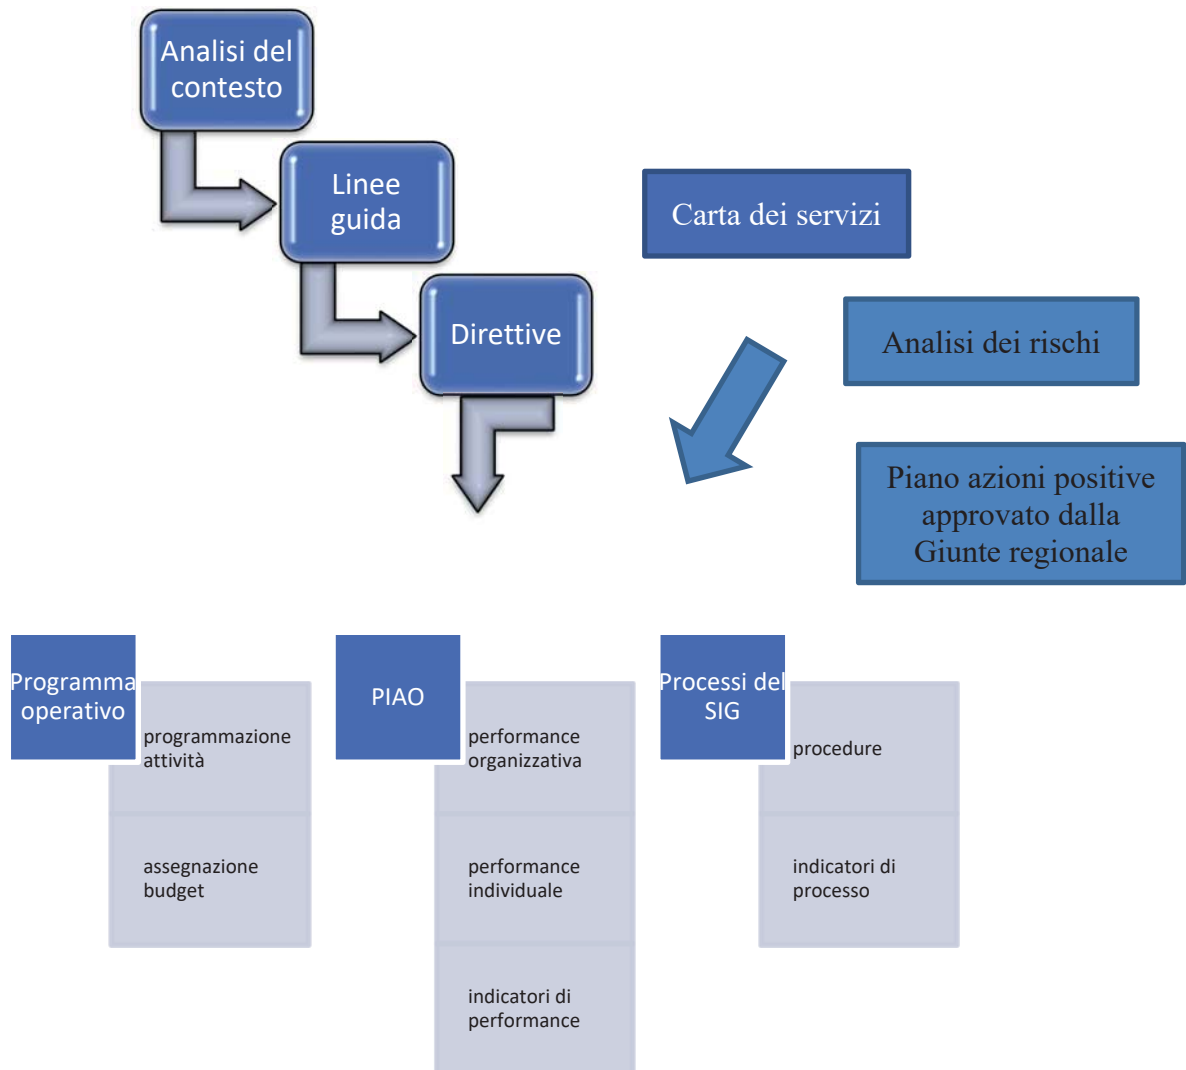 Analisi del
contesto
Linee
guida
Direttive
Carta dei servizi
Analisi dei rischi
Piano azioni positive
approvato dalla
Giunte regionale
Programma
operativo
programmazione
attività
assegnazione
budget
PIAO
performance
organizzativa
performance
individuale
indicatori di
performance
Processi del
SIG
procedure
indicatori di
processo